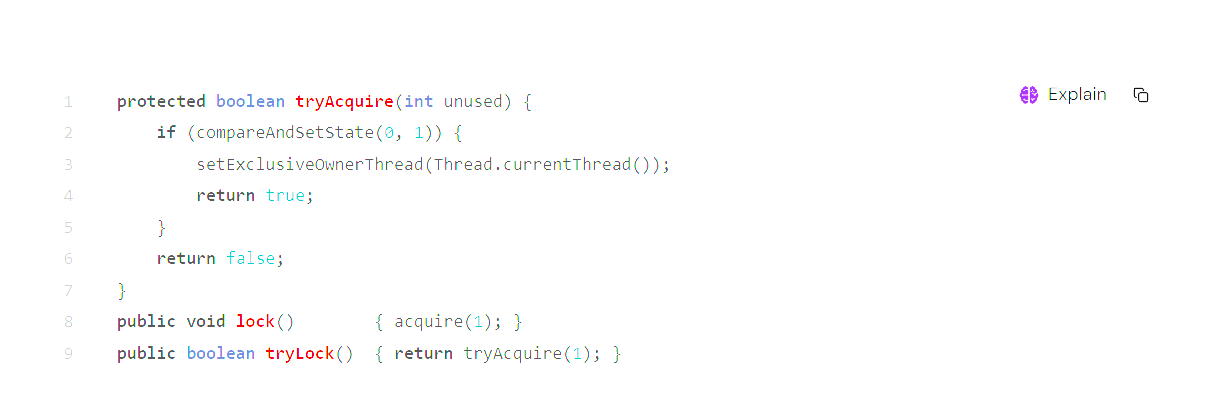 Explain
1 protected boolean tryAcquire(int unused) {
2     if (compareAndSetState(0, 1)) {
3         setExclusiveOwnerThread(Thread.currentThread());
4         return true;
5     }
6     return false;
7 }
8 public void lock()        { acquire(1); }
9 public boolean tryLock()  { return tryAcquire(1); }